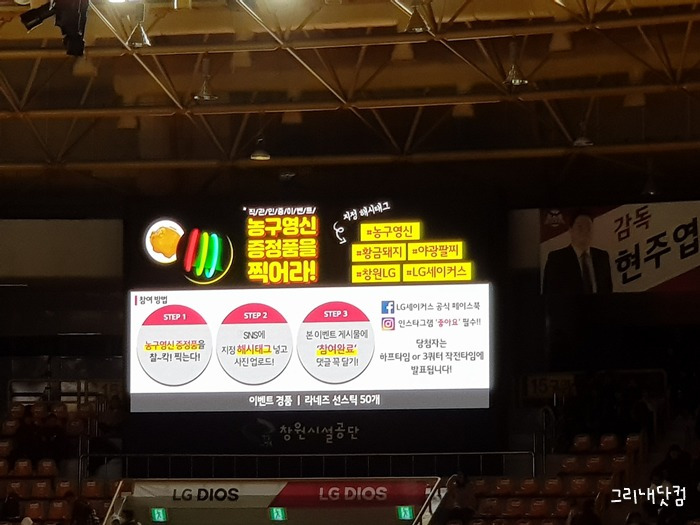 직/관/인/증/이/벤/트/
농구영신
증정품을
찍어라!
지정 해시태그
#농구영신
#황금돼지 #야광팔찌
#창원LG #LG세이커스
참여 방법
STEP 1
농구영신 증정품을
찰~칵! 찍는다!
STEP 2
SNS에
지정 해시태그 넣고
사진 업로드!
STEP 3
본 이벤트 게시물에
'참여완료'
댓글 꼭 달기!
LG세이커스 공식 페이스북
인스타그램 '좋아요' 필수!!
당첨자는
하프타임 or 3쿼터 작전타임에
발표됩니다!
이벤트 경품 | 라네즈 선스틱 50개
감독
현주엽
창원시설공단
LG DIOS LG DIOS
그리내닷컴